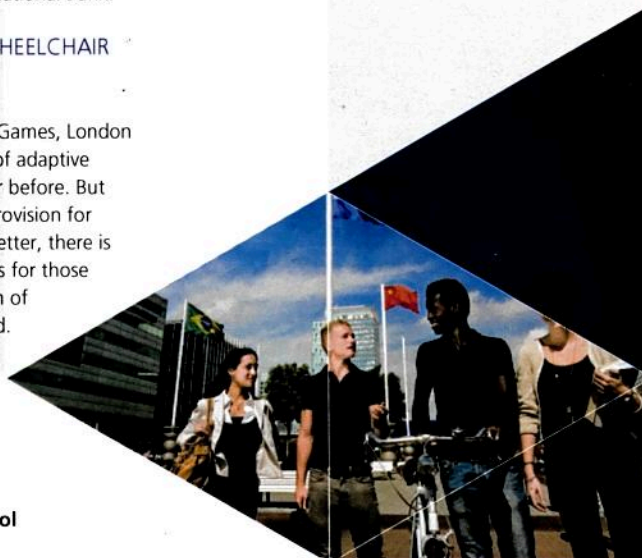 HEELCHAIR
Games, London
of adaptive
before. But
rovision for
etter, there is
s for those
of
ol